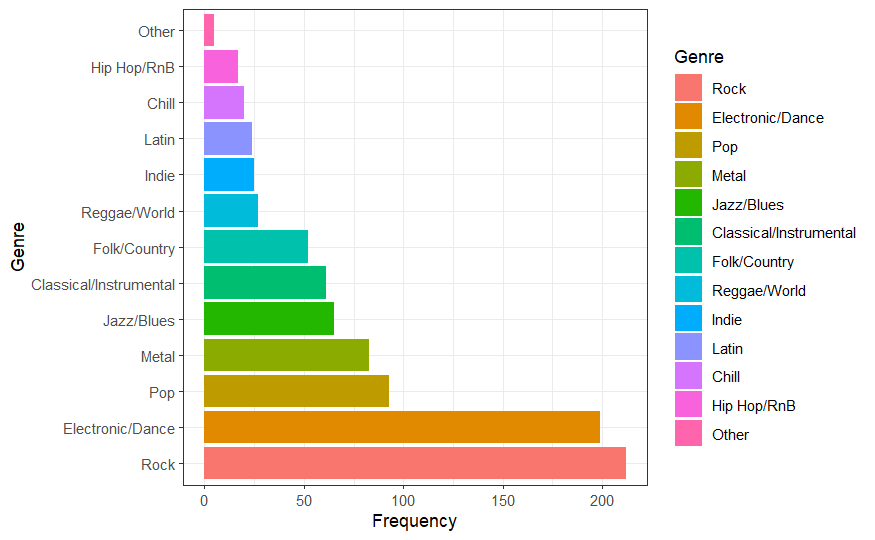 Genre
Other
Hip Hop/RnB
Chill
Latin
Indie
Reggae/World
Folk/Country
Classical/Instrumental
Jazz/Blues
Metal
Pop
Electronic/Dance
Rock
0 50 100 150 200
Frequency
Genre
Rock
Electronic/Dance
Pop
Metal
Jazz/Blues
Classical/Instrumental
Folk/Country
Reggae/World
Indie
Latin
Chill
Hip Hop/RnB
Other